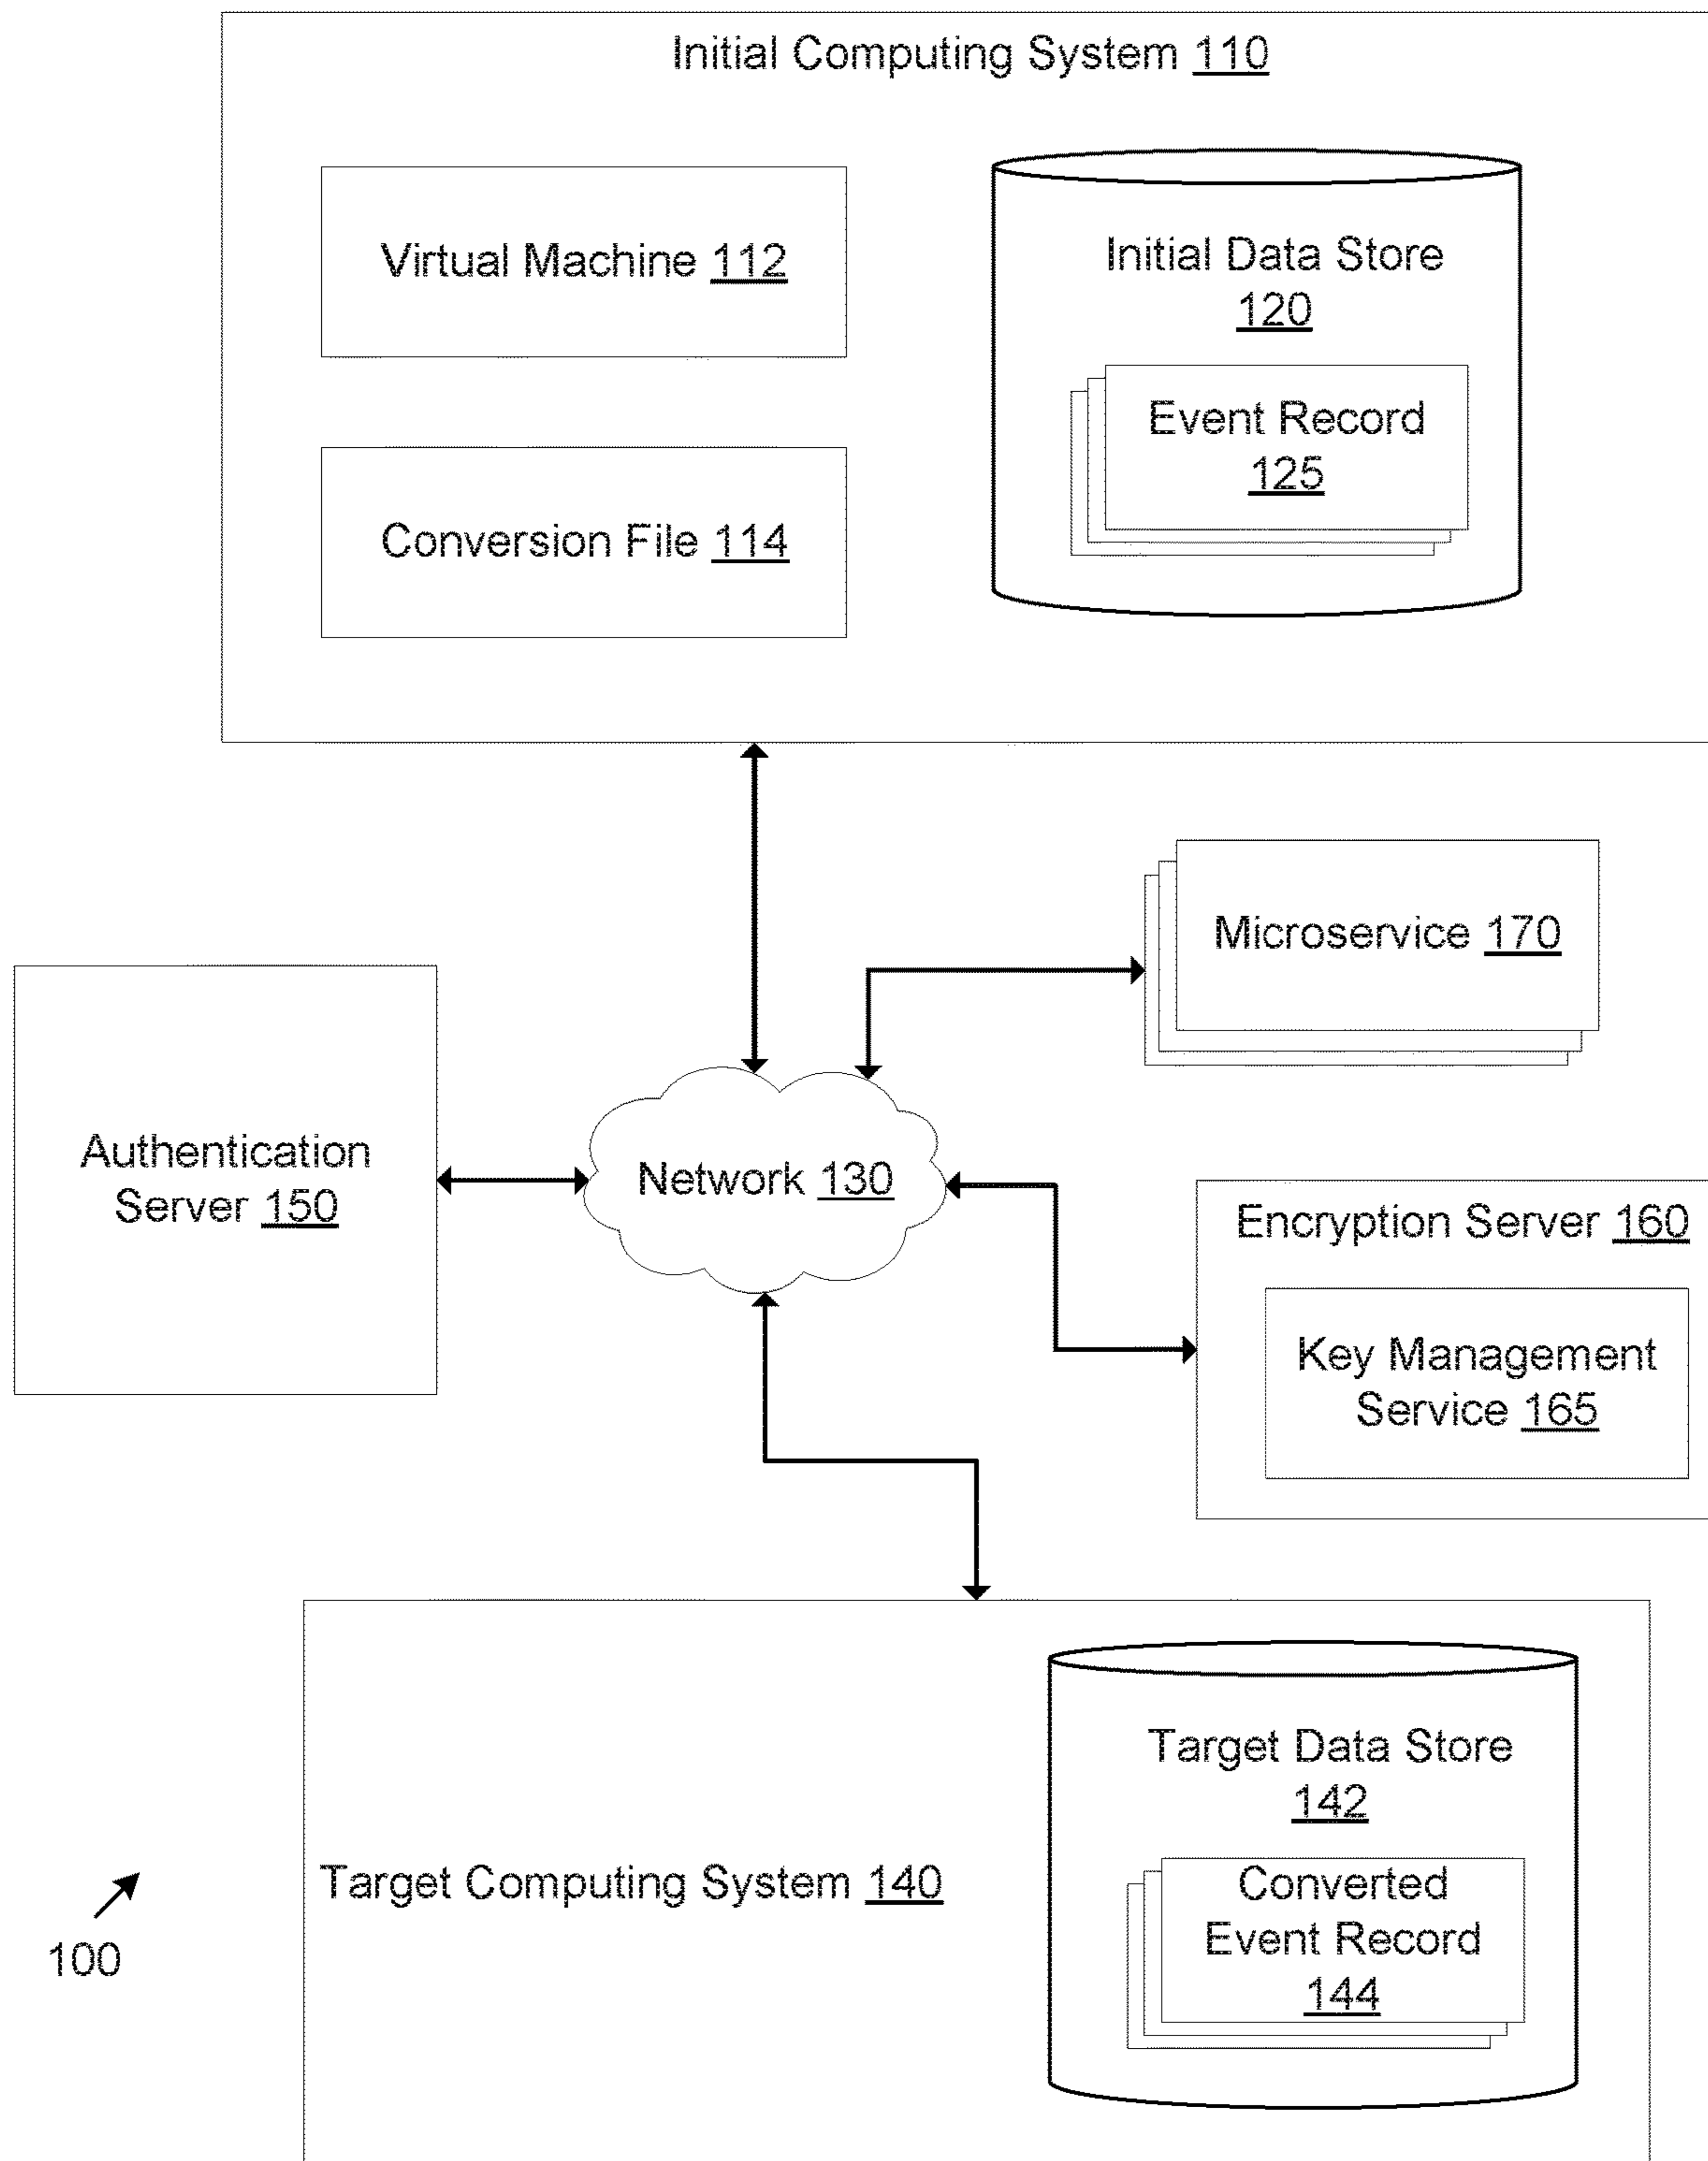 Initial Computing System 110
Virtual Machine 112
Initial Data Store
120
Event Record
125
Conversion File 114
Microservice 170
Authentication
Server 150
Network 130
Encryption Server 160
Key Management
Service 165
Target Computing System 140
Target Data Store
142
Converted
Event Record
144
100